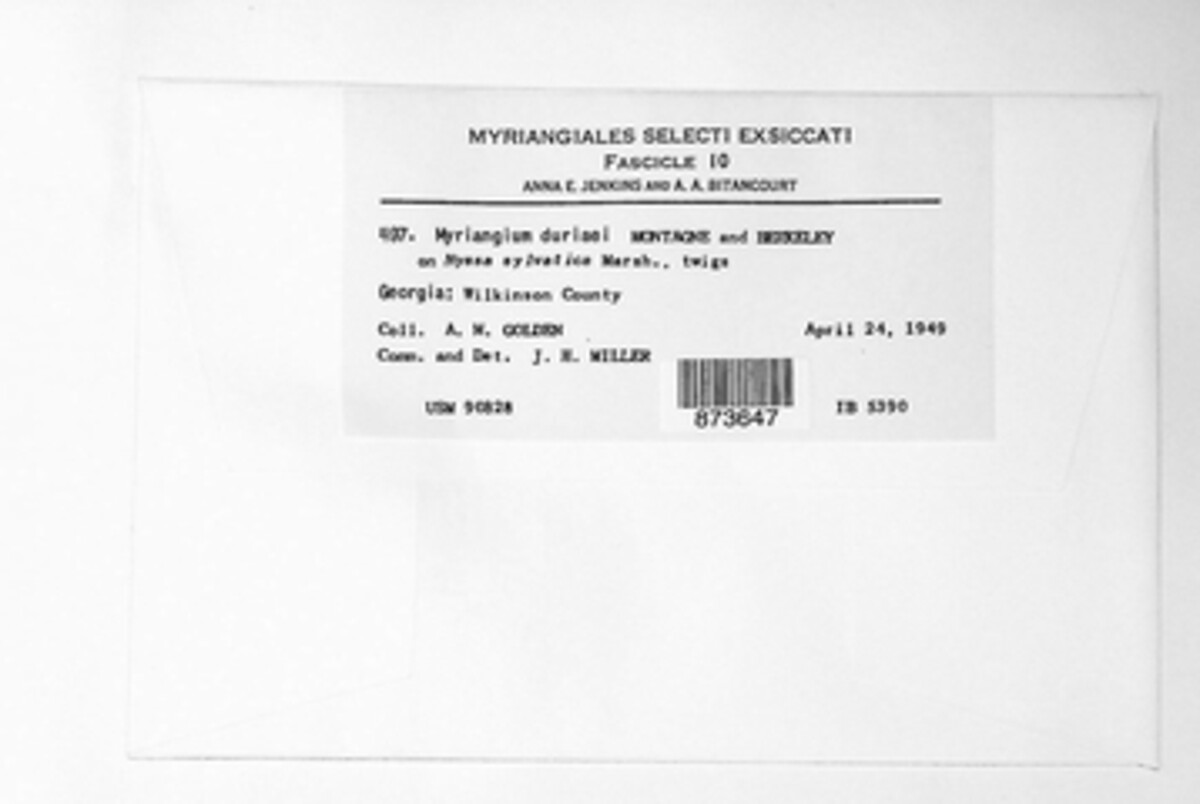 MYRIANGIALES SELECTI EXSICCATI
FASCICLE 10
ANNA E. JENKINS AND A. A. BITANCOURT
497. Myriangium duriaei MONTAGNE and BERKELEY
on Nyssa sylvatica Marsh., twigs
Georgia: Wilkinson County
Coll. A. M. GOLDEN April 24, 1949
Comm. and Det. J. H. MILLER
USM 90828 IB 5390
873647